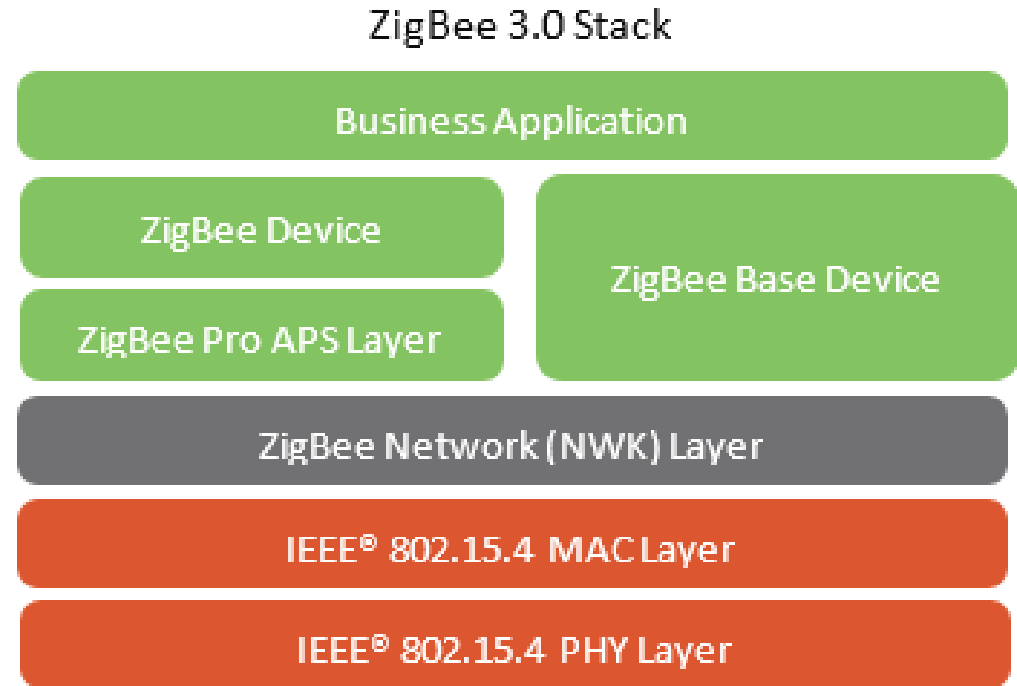 ZigBee 3.0 Stack
Business Application
ZigBee Device
ZigBee Pro APS Layer
ZigBee Base Device
ZigBee Network (NWK) Layer
IEEE® 802.15.4 MAC Layer
IEEE® 802.15.4 PHY Layer